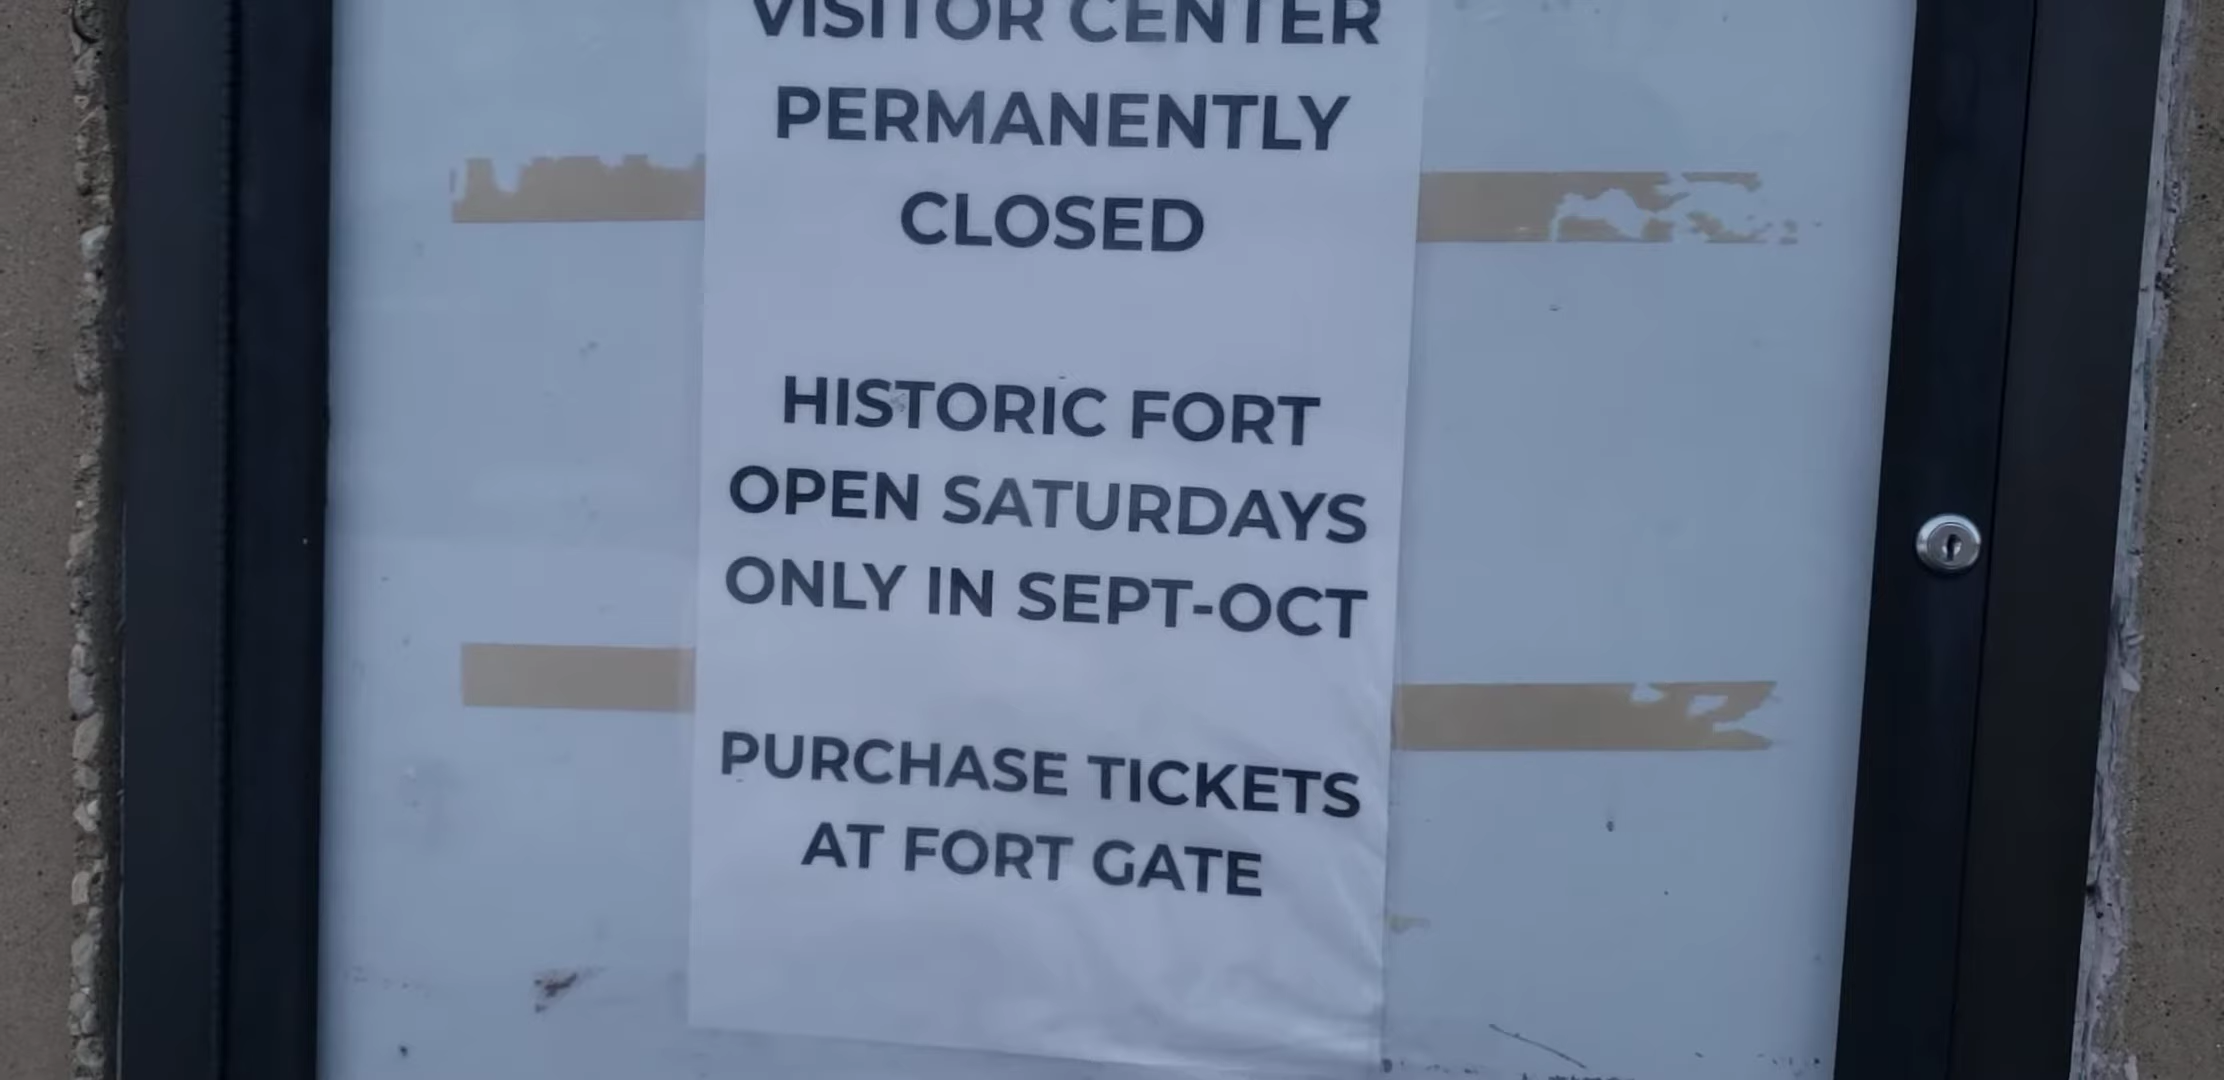 VISITOR CENTER
PERMANENTLY
CLOSED
HISTORIC FORT
OPEN SATURDAYS
ONLY IN SEPT-OCT
PURCHASE TICKETS
AT FORT GATE